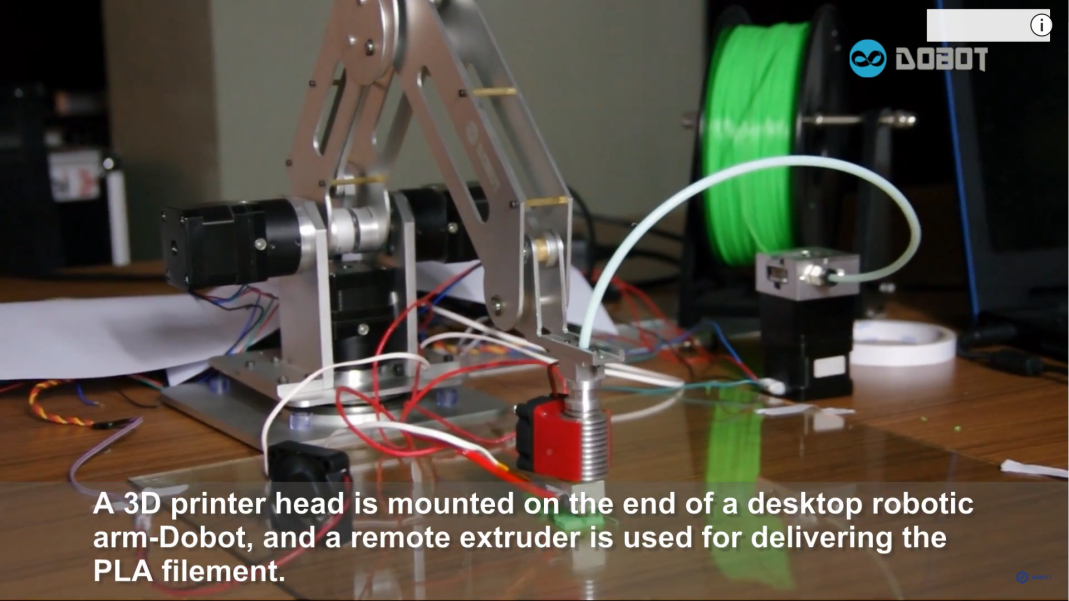 DOBOT
A 3D printer head is mounted on the end of a desktop robotic
arm-Dobot, and a remote extruder is used for delivering the
PLA filement.